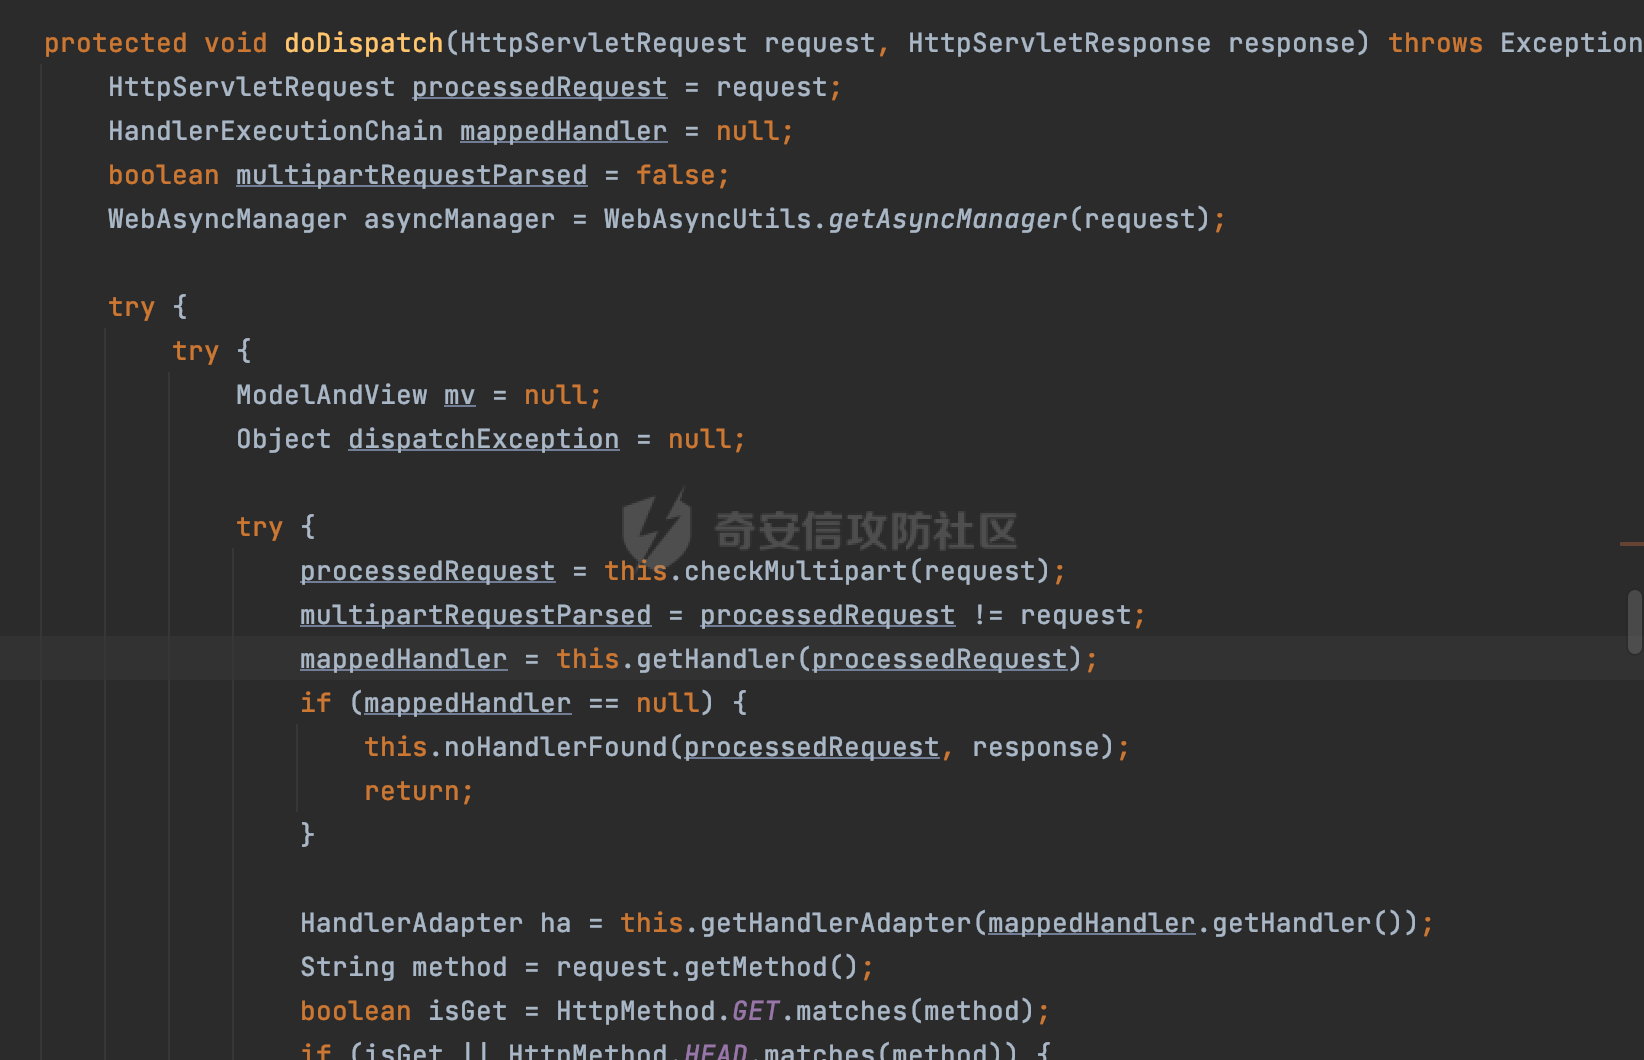 protected void doDispatch(HttpServletRequest request, HttpServletResponse response) throws Exception
HttpServletRequest processedRequest = request;
HandlerExecutionChain mappedHandler = null;
boolean multipartRequestParsed = false;
WebAsyncManager asyncManager = WebAsyncUtils.getAsyncManager(request);
try {
try {
ModelAndView mv = null;
Object dispatchException = null;
try {
奇安信攻防社区
processedRequest = this.checkMultipart(request);
multipartRequestParsed = processedRequest != request;
mappedHandler = this.getHandler(processedRequest);
if (mappedHandler == null) {
this.noHandlerFound(processedRequest, response);
return;
}
HandlerAdapter ha = this.getHandlerAdapter(mappedHandler.getHandler());
String method = request.getMethod();
boolean isGet = HttpMethod.GET.matches(method);
if (isGet || HttpMethod.HEAD.matches(method)) {